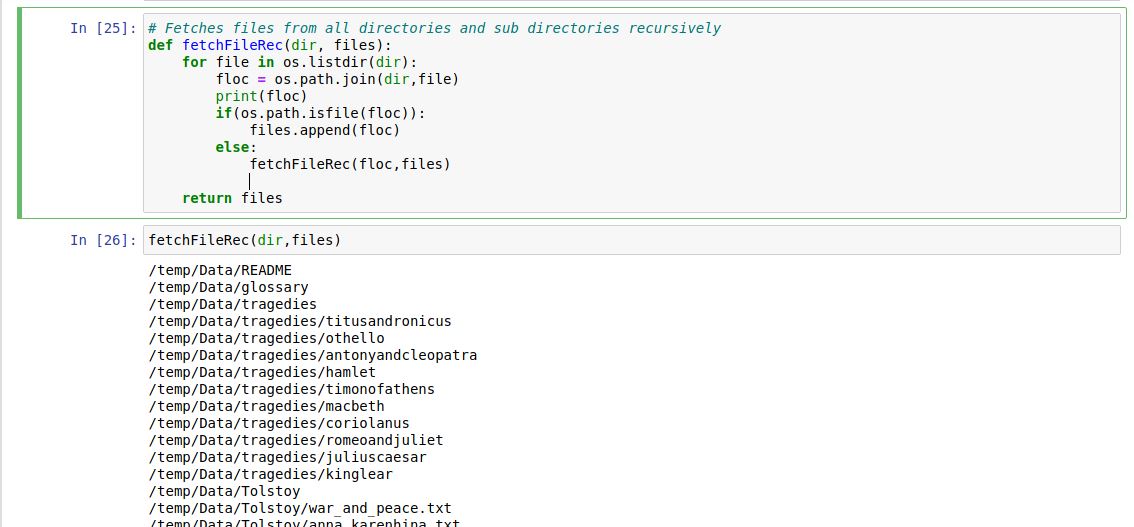 In [25]: # Fetches files from all directories and sub directories recursively
def fetchFileRec(dir, files):
    for file in os.listdir(dir):
        floc = os.path.join(dir,file)
        print(floc)
        if(os.path.isfile(floc)):
            files.append(floc)
        else:
            fetchFileRec(floc,files)
    return files
In [26]: fetchFileRec(dir,files)
/temp/Data/README
/temp/Data/glossary
/temp/Data/tragedies
/temp/Data/tragedies/titusandronicus
/temp/Data/tragedies/othello
/temp/Data/tragedies/antonyandcleopatra
/temp/Data/tragedies/hamlet
/temp/Data/tragedies/timonofathens
/temp/Data/tragedies/macbeth
/temp/Data/tragedies/coriolanus
/temp/Data/tragedies/romeoandjuliet
/temp/Data/tragedies/juliuscaesar
/temp/Data/tragedies/kinglear
/temp/Data/Tolstoy
/temp/Data/Tolstoy/war_and_peace.txt
/temp/Data/Tolstoy/anna_karenhina.txt